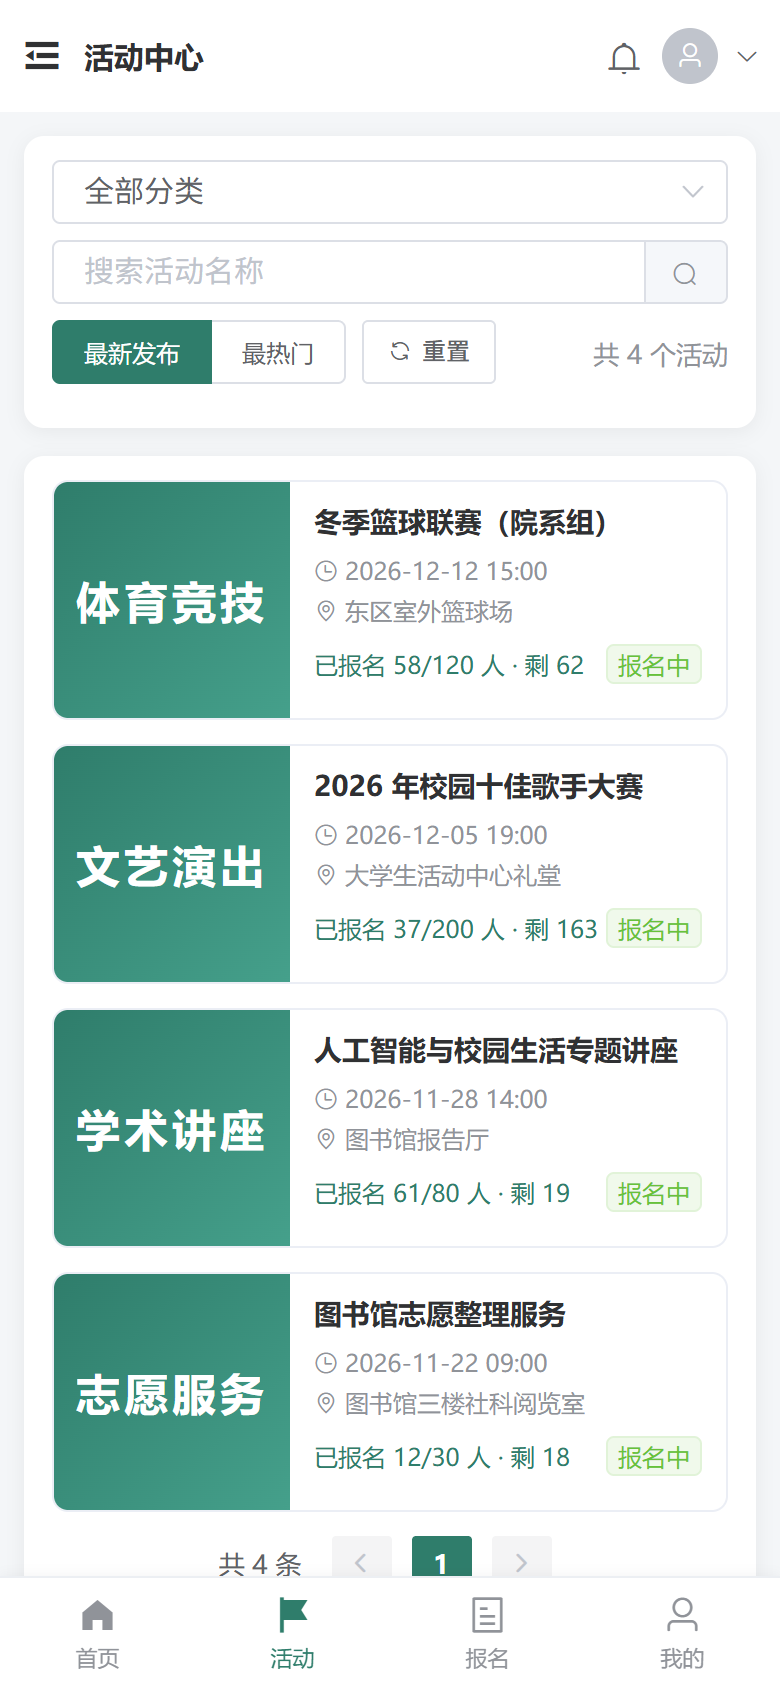 活动中心
全部分类
搜索活动名称
最新发布 最热门 重置 共 4 个活动
体育竞技
冬季篮球联赛（院系组）
2026-12-12 15:00
东区室外篮球场
已报名 58/120 人 · 剩 62 报名中
文艺演出
2026 年校园十佳歌手大赛
2026-12-05 19:00
大学生活动中心礼堂
已报名 37/200 人 · 剩 163 报名中
学术讲座
人工智能与校园生活专题讲座
2026-11-28 14:00
图书馆报告厅
已报名 61/80 人 · 剩 19 报名中
志愿服务
图书馆志愿整理服务
2026-11-22 09:00
图书馆三楼社科阅览室
已报名 12/30 人 · 剩 18 报名中
共 4 条 1
首页 活动 报名 我的